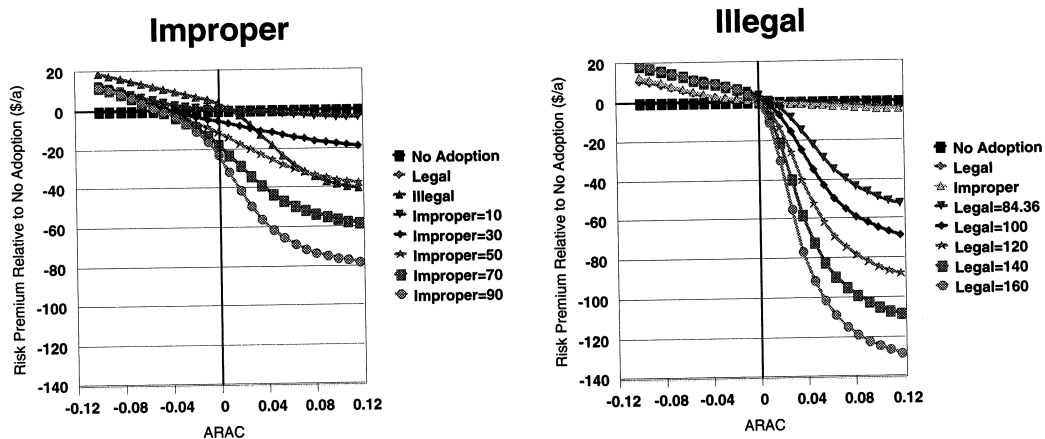 Improper
Risk Premium Relative to No Adoption ($/a)
20
0
-20
-40
-60
-80
-100
-120
-140
-0.12 -0.08 -0.04 0 0.04 0.08 0.12
ARAC
No Adoption
Legal
Illegal
Improper=10
Improper=30
Improper=50
Improper=70
Improper=90
Illegal
Risk Premium Relative to No Adoption ($/a)
20
0
-20
-40
-60
-80
-100
-120
-140
-0.12 -0.08 -0.04 0 0.04 0.08 0.12
ARAC
No Adoption
Legal
Improper
Legal=84.36
Legal=100
Legal=120
Legal=140
Legal=160